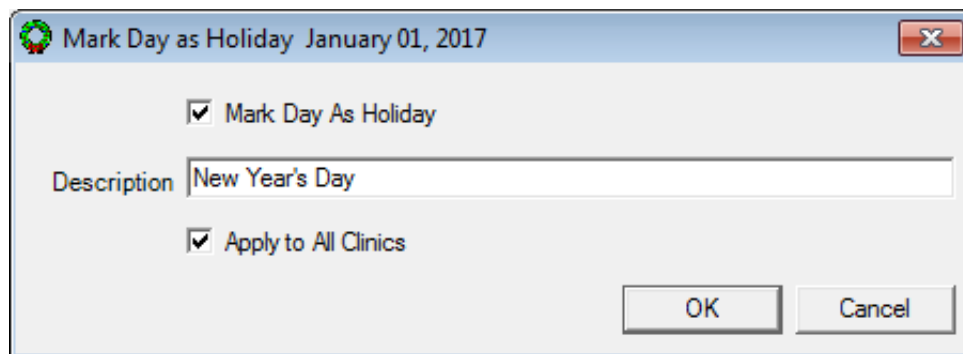 Mark Day as Holiday  January 01, 2017
Mark Day As Holiday
Description New Year's Day
Apply to All Clinics
OK Cancel